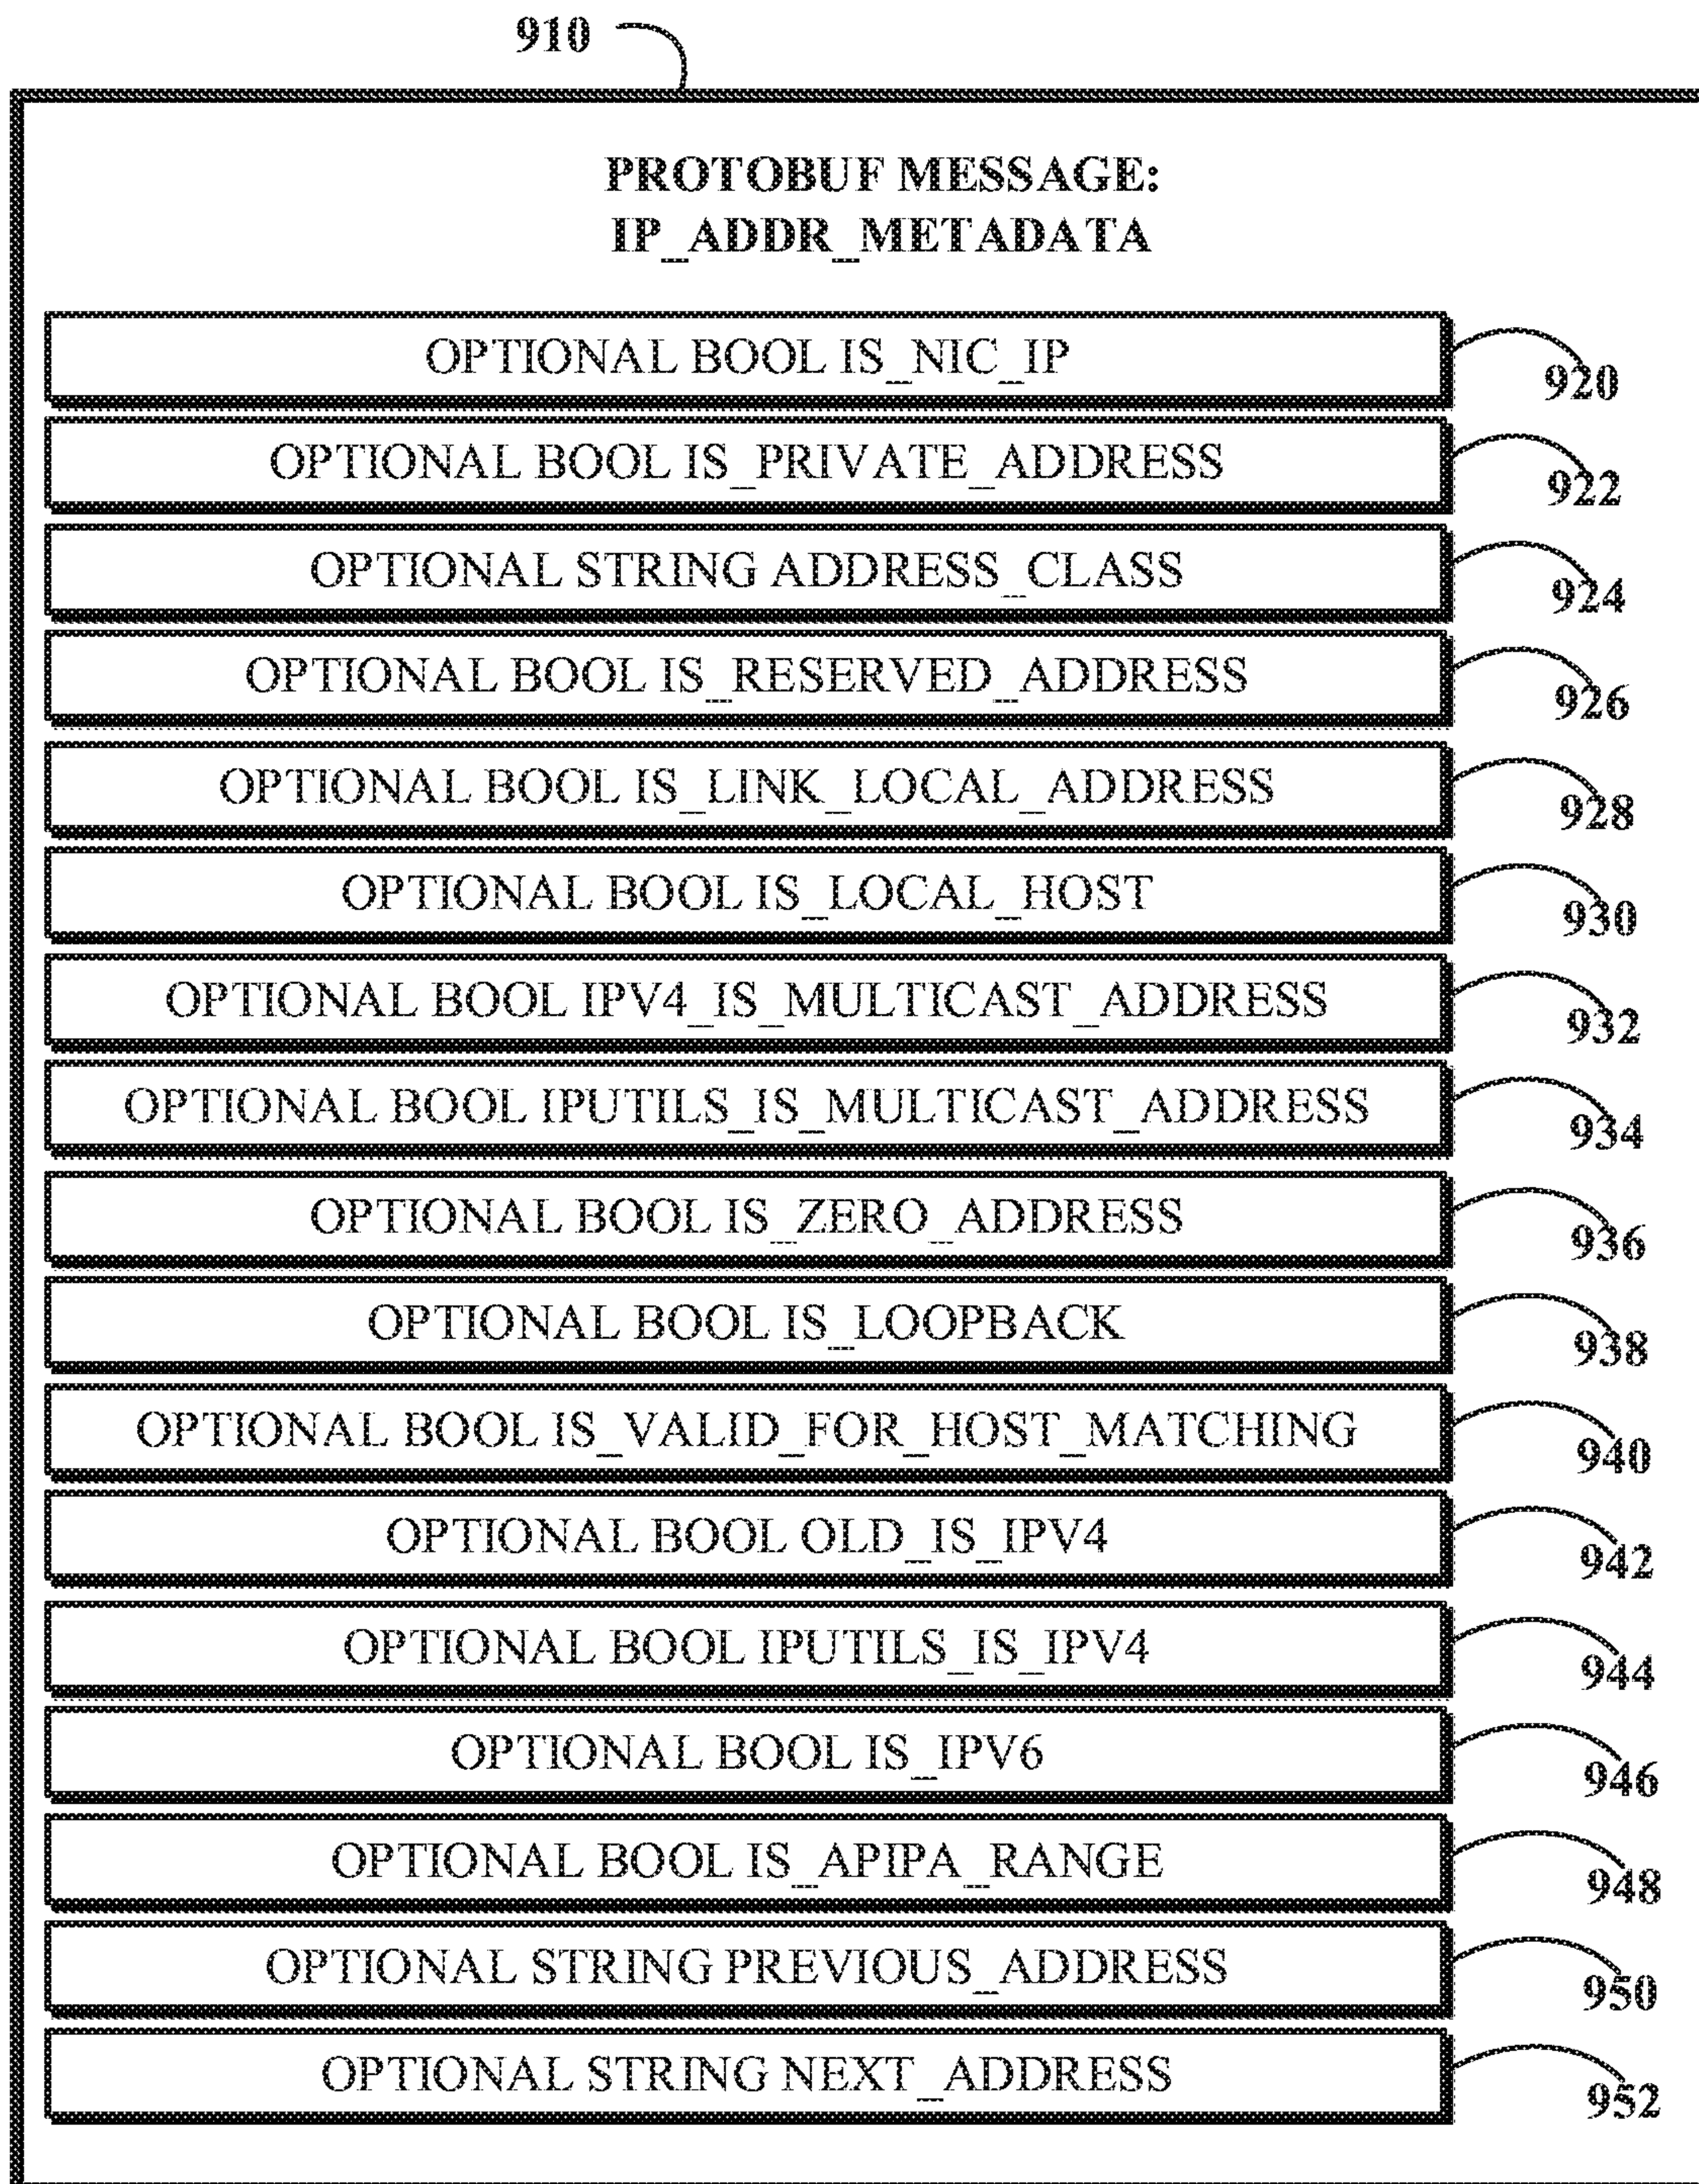 910
PROTOBUF MESSAGE:
IP_ADDR_METADATA
OPTIONAL BOOL IS_NIC_IP
920
OPTIONAL BOOL IS_PRIVATE_ADDRESS
922
OPTIONAL STRING ADDRESS_CLASS
924
OPTIONAL BOOL IS_RESERVED_ADDRESS
926
OPTIONAL BOOL IS_LINK_LOCAL_ADDRESS
928
OPTIONAL BOOL IS_LOCAL_HOST
930
OPTIONAL BOOL IPV4_IS_MULTICAST_ADDRESS
932
OPTIONAL BOOL IPUTILS_IS_MULTICAST_ADDRESS
934
OPTIONAL BOOL IS_ZERO_ADDRESS
936
OPTIONAL BOOL IS_LOOPBACK
938
OPTIONAL BOOL IS_VALID_FOR_HOST_MATCHING
940
OPTIONAL BOOL OLD_IS_IPV4
942
OPTIONAL BOOL IPUTILS_IS_IPV4
944
OPTIONAL BOOL IS_IPV6
946
OPTIONAL BOOL IS_APIPA_RANGE
948
OPTIONAL STRING PREVIOUS_ADDRESS
950
OPTIONAL STRING NEXT_ADDRESS
952